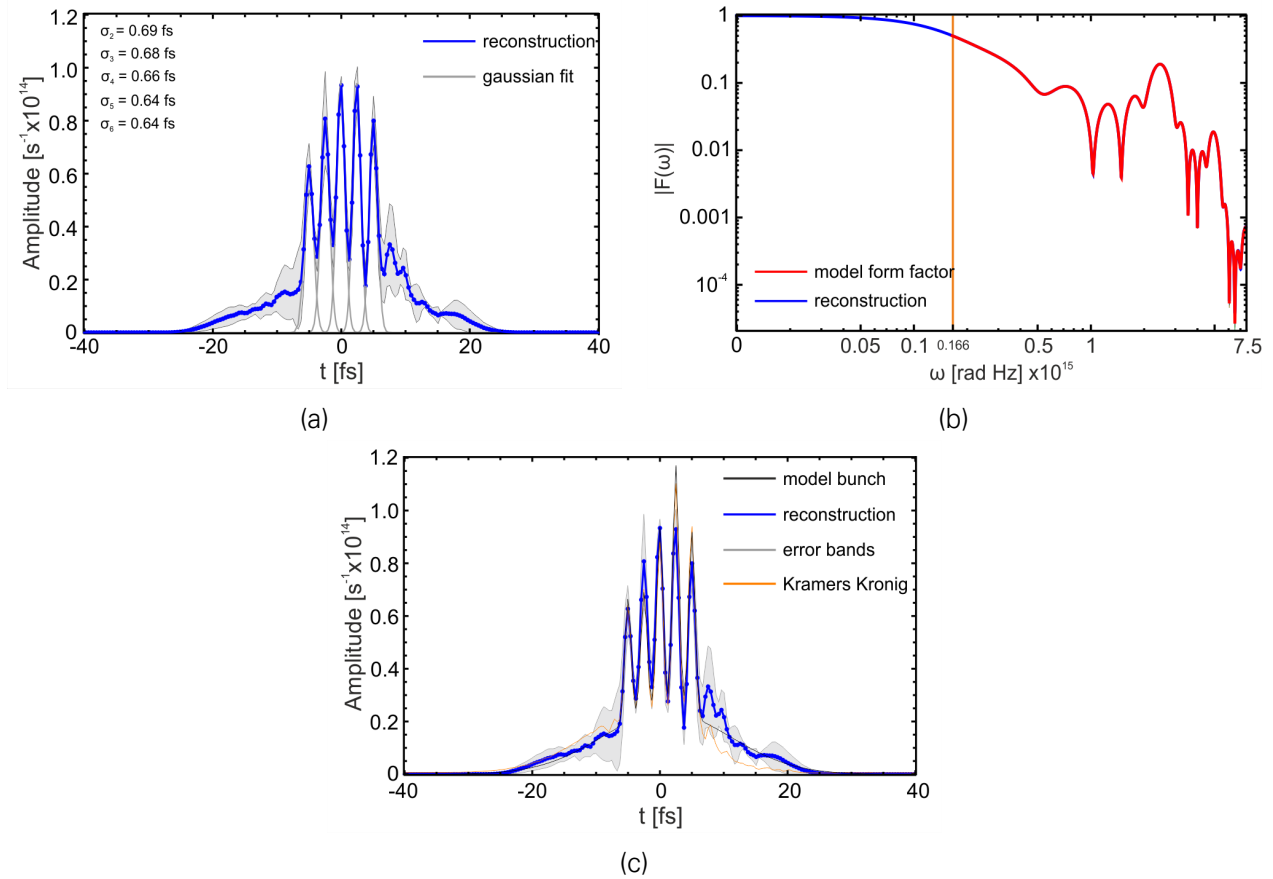 1.2
1.0
0.8
0.6
0.4
0.2
0
Amplitude [s⁻¹x10¹⁴]
σ₂ = 0.69 fs
σ₃ = 0.68 fs
σ₄ = 0.66 fs
σ₅ = 0.64 fs
σ₆ = 0.64 fs
reconstruction
gaussian fit
-40 -20 0 20 40
t [fs]
(a)
1
0.1
0.01
0.001
10⁻⁴
|F(ω)|
model form factor
reconstruction
0 0.05 0.1 0.166 0.5 1 7.5
ω [rad Hz] x10¹⁵
(b)
1.2
1.0
0.8
0.6
0.4
0.2
0
Amplitude [s⁻¹x10¹⁴]
model bunch
reconstruction
error bands
Kramers Kronig
-40 -20 0 20 40
t [fs]
(c)